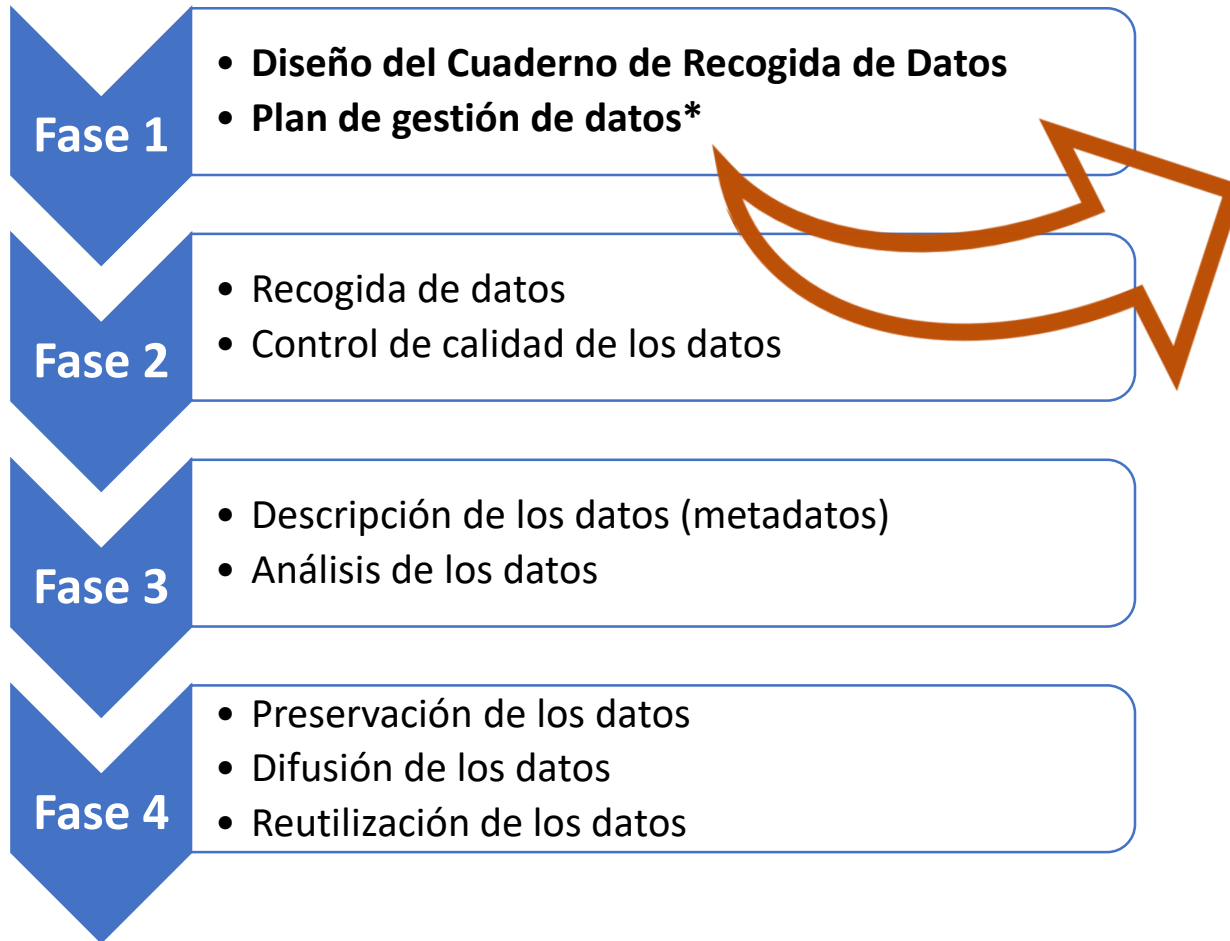 Fase 1
• Diseño del Cuaderno de Recogida de Datos
• Plan de gestión de datos*
Fase 2
• Recogida de datos
• Control de calidad de los datos
Fase 3
• Descripción de los datos (metadatos)
• Análisis de los datos
Fase 4
• Preservación de los datos
• Difusión de los datos
• Reutilización de los datos